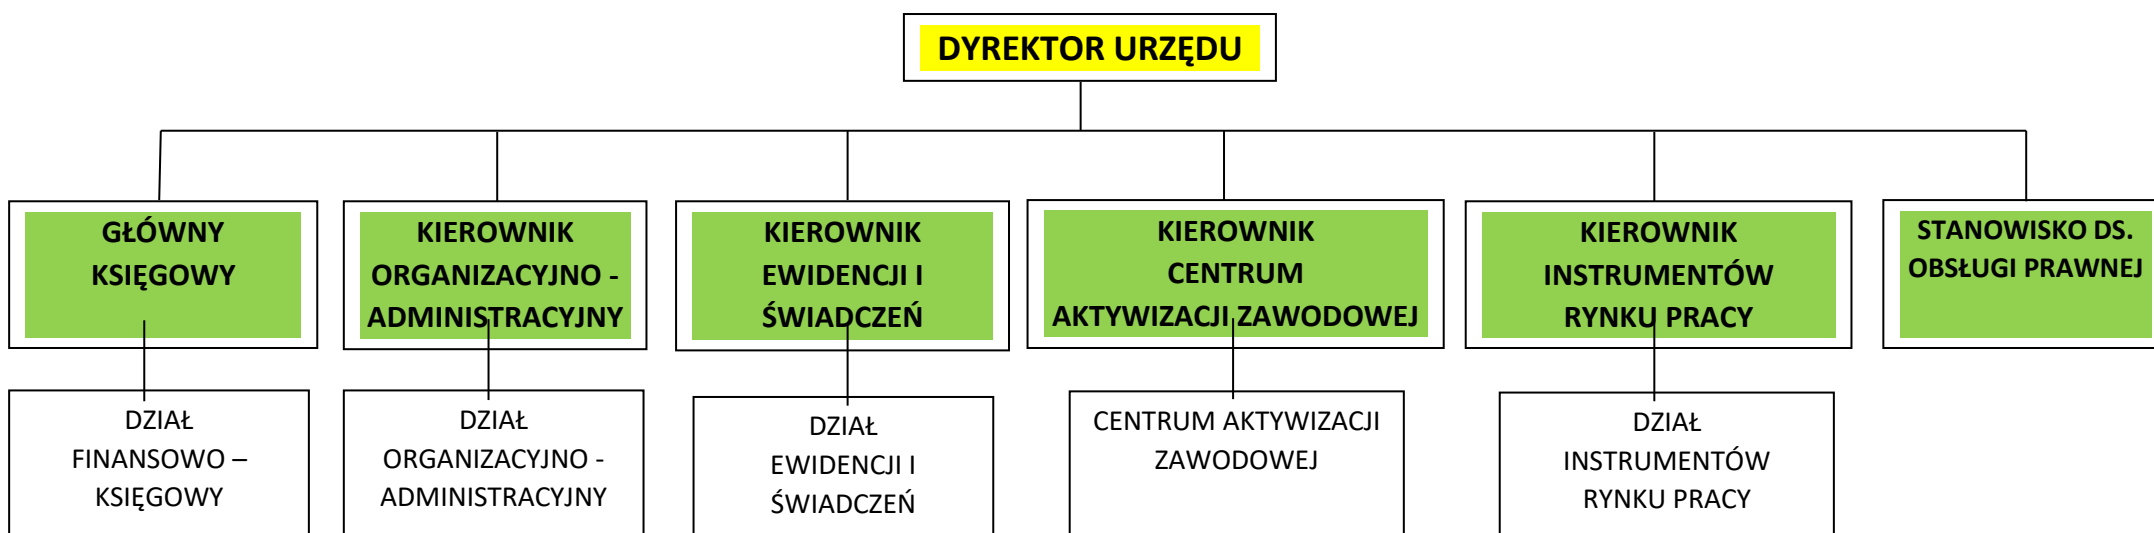 DYREKTOR URZĘDU
GŁÓWNY
KSIĘGOWY
KIEROWNIK
ORGANIZACYJNO -
ADMINISTRACYJNY
KIEROWNIK
EWIDENCJI I
ŚWIADCZEŃ
KIEROWNIK
CENTRUM
AKTYWIZACJI ZAWODOWEJ
KIEROWNIK
INSTRUMENTÓW
RYNKU PRACY
STANOWISKO DS.
OBSŁUGI PRAWNEJ
DZIAŁ
FINANSOWO –
KSIĘGOWY
DZIAŁ
ORGANIZACYJNO -
ADMINISTRACYJNY
DZIAŁ
EWIDENCJI I
ŚWIADCZEŃ
CENTRUM AKTYWIZACJI
ZAWODOWEJ
DZIAŁ
INSTRUMENTÓW
RYNKU PRACY